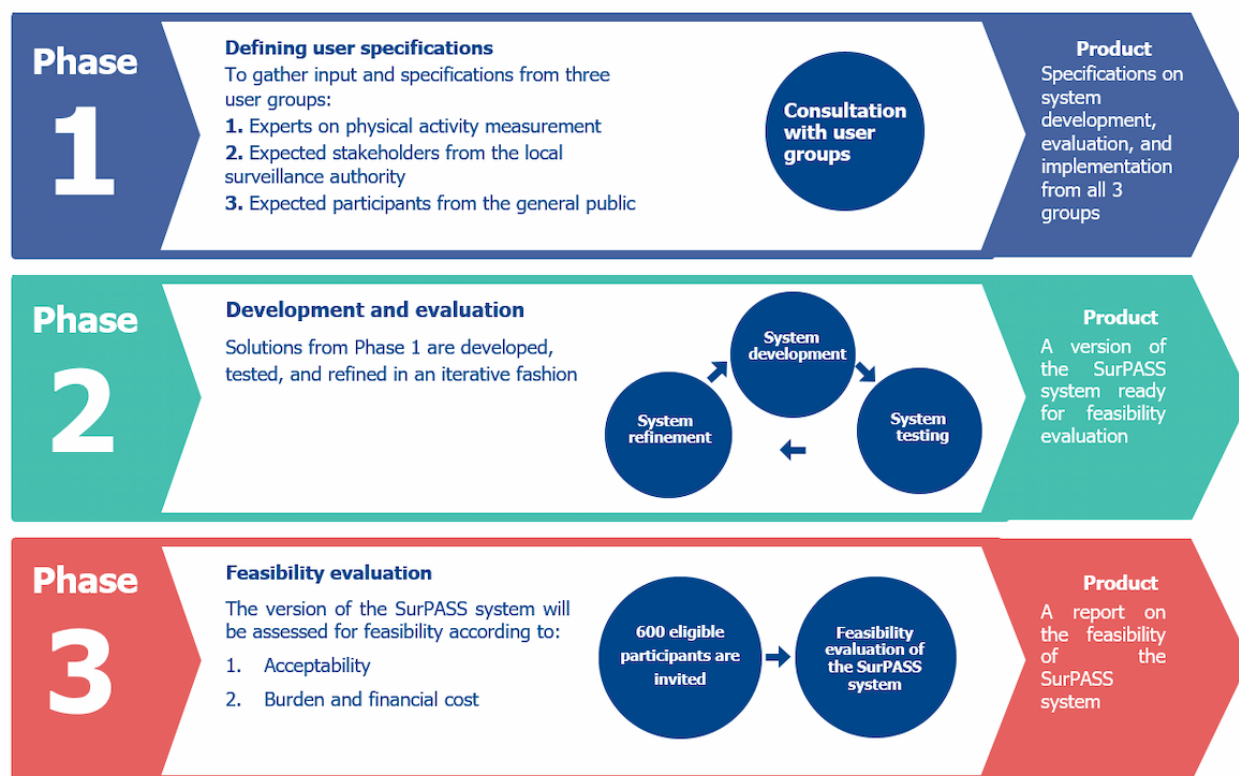 Phase
1
Defining user specifications
To gather input and specifications from three
user groups:
1. Experts on physical activity measurement
2. Expected stakeholders from the local
surveillance authority
3. Expected participants from the general public
Consultation
with user
groups
Product
Specifications on
system
development,
evaluation, and
implementation
from all 3
groups
Phase
2
Development and evaluation
Solutions from Phase 1 are developed,
tested, and refined in an iterative fashion
System
development
System
refinement
System
testing
Product
A version of
the SurPASS
system ready
for feasibility
evaluation
Phase
3
Feasibility evaluation
The version of the SurPASS system will
be assessed for feasibility according to:
1. Acceptability
2. Burden and financial cost
600 eligible
participants are
invited
Feasibility
evaluation of
the SurPASS
system
Product
A report on
the feasibility
of the
SurPASS
system